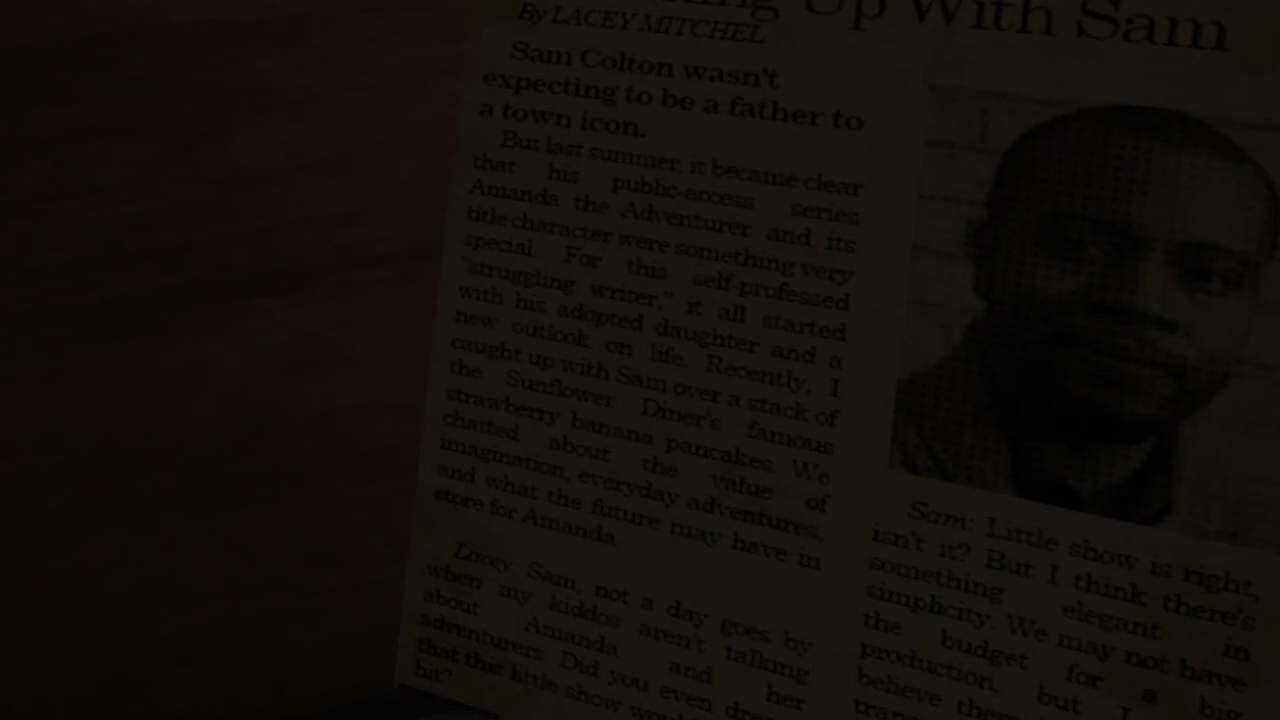 Up With Sam
By LACEY MITCHEL
Sam Colton wasn't
expecting to be a father to
a town icon.
But last summer, it became clear
that his public-access series
Amanda the Adventurer and its
title character were something very
special. For this self-professed
"struggling writer," it all started
with his adopted daughter and a
new outlook on life. Recently, I
caught up with Sam over a stack of
the Sunflower Diner's famous
strawberry banana pancakes. We
chatted about the value of
imagination, everyday adventures,
and what the future may have in
store for Amanda.
Lacey: Sam, not a day goes by
when my kiddos aren't talking
about Amanda and her
adventurers. Did you even
that this little show
hit"
Sam: Little show is right,
isn't it? But I think there's
something elegant in
simplicity. We may not have
the budget for a big
production, but I
believe